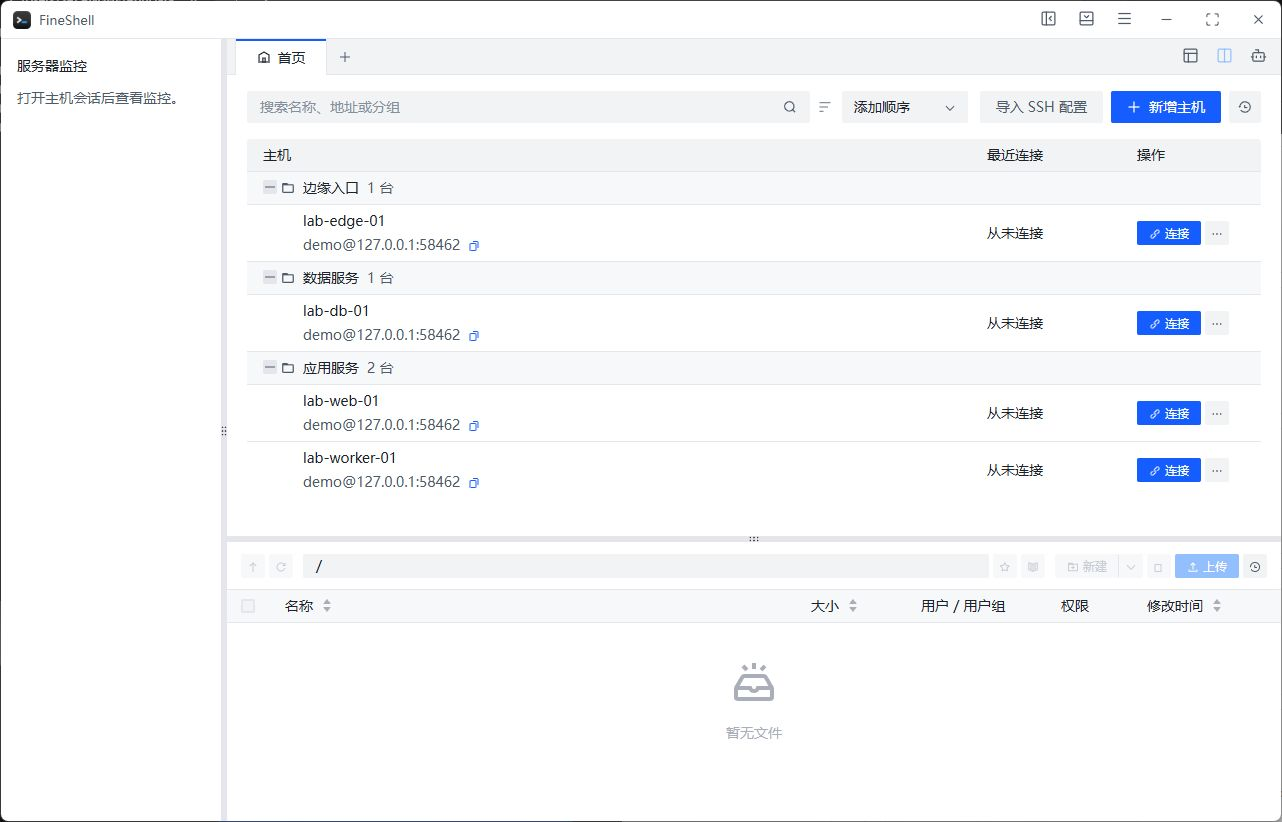 FineShell
服务器监控
打开主机会话后查看监控。
首页
搜索名称、地址或分组
添加顺序
导入 SSH 配置
新增主机
主机 最近连接 操作
边缘入口 1 台
lab-edge-01
demo@127.0.0.1:58462
从未连接 连接
数据服务 1 台
lab-db-01
demo@127.0.0.1:58462
从未连接 连接
应用服务 2 台
lab-web-01
demo@127.0.0.1:58462
从未连接 连接
lab-worker-01
demo@127.0.0.1:58462
从未连接 连接
/
新建
上传
名称 大小 用户 / 用户组 权限 修改时间
暂无文件